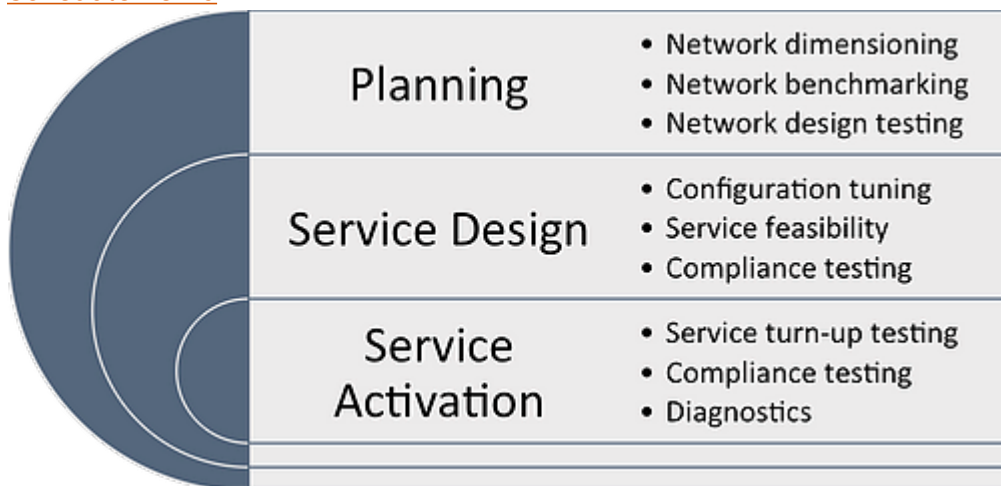 Planning
• Network dimensioning
• Network benchmarking
• Network design testing
Service Design
• Configuration tuning
• Service feasibility
• Compliance testing
Service
Activation
• Service turn-up testing
• Compliance testing
• Diagnostics